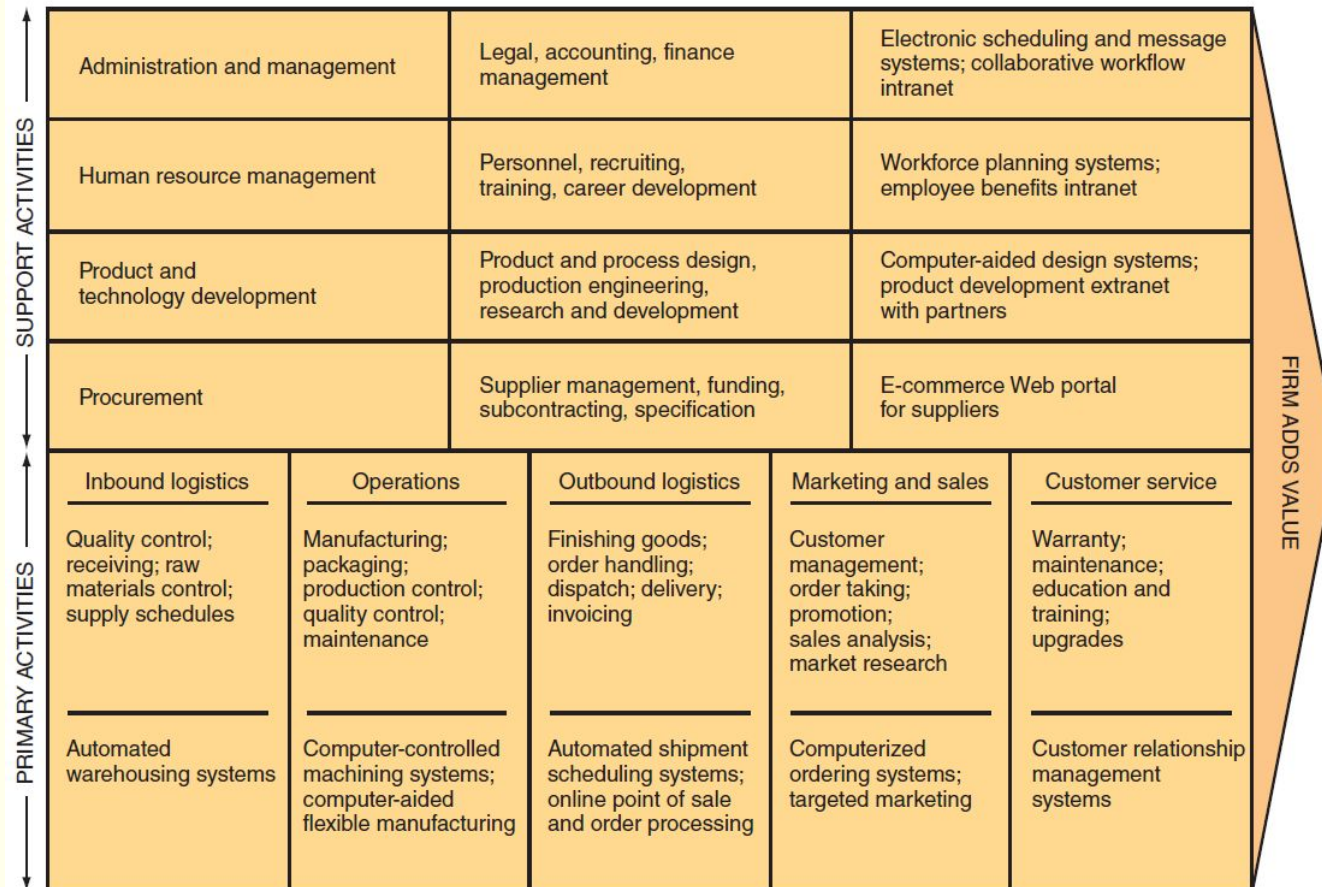 SUPPORT ACTIVITIES
Administration and management
Legal, accounting, finance
management
Electronic scheduling and message
systems; collaborative workflow
intranet
Human resource management
Personnel, recruiting,
training, career development
Workforce planning systems;
employee benefits intranet
Product and
technology development
Product and process design,
production engineering,
research and development
Computer-aided design systems;
product development extranet
with partners
Procurement
Supplier management, funding,
subcontracting, specification
E-commerce Web portal
for suppliers
PRIMARY ACTIVITIES
Inbound logistics
Quality control;
receiving; raw
materials control;
supply schedules
Automated
warehousing systems
Operations
Manufacturing;
packaging;
production control;
quality control;
maintenance
Computer-controlled
machining systems;
computer-aided
flexible manufacturing
Outbound logistics
Finishing goods;
order handling;
dispatch; delivery;
invoicing
Automated shipment
scheduling systems;
online point of sale
and order processing
Marketing and sales
Customer
management;
order taking;
promotion;
sales analysis;
market research
Computerized
ordering systems;
targeted marketing
Customer service
Warranty;
maintenance;
education and
training;
upgrades
Customer relationship
management
systems
FIRM ADDS VALUE